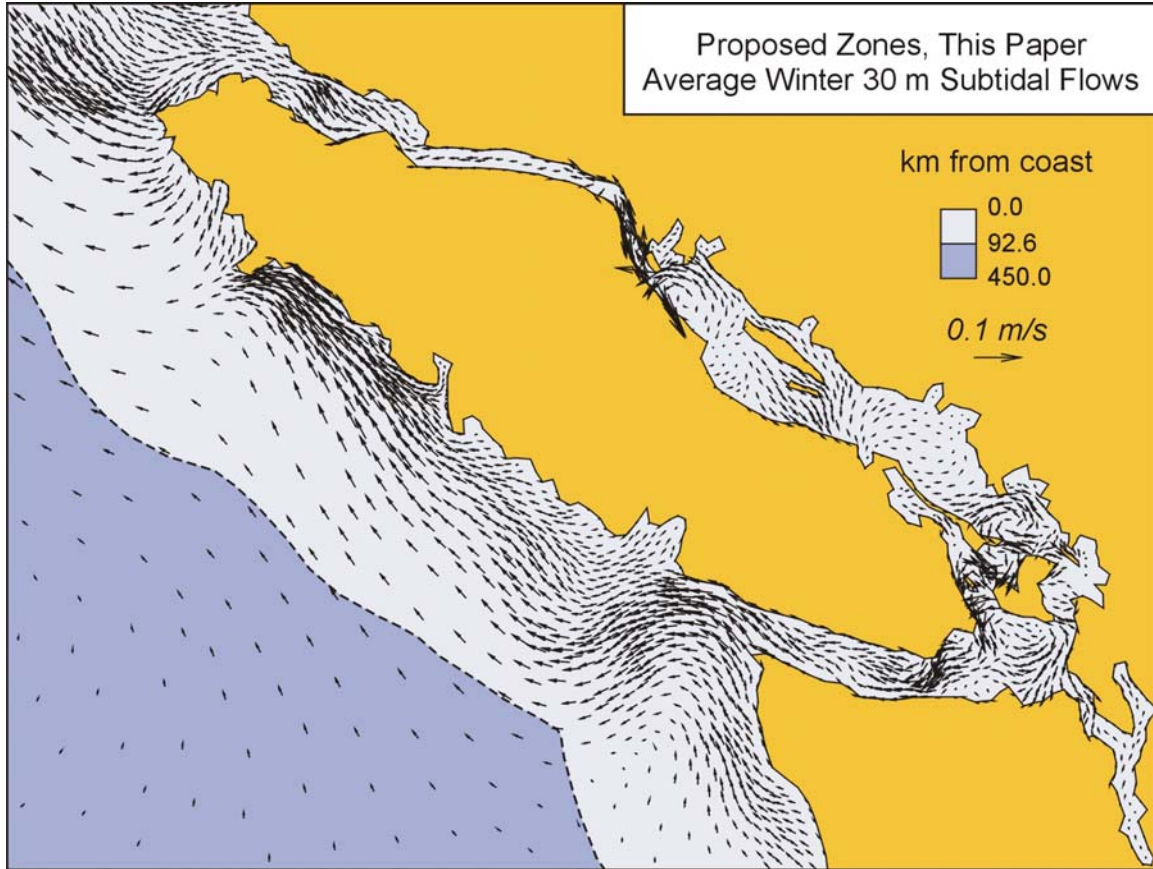 Proposed Zones, This Paper
Average Winter 30 m Subtidal Flows
km from coast
0.0
92.6
450.0
0.1 m/s